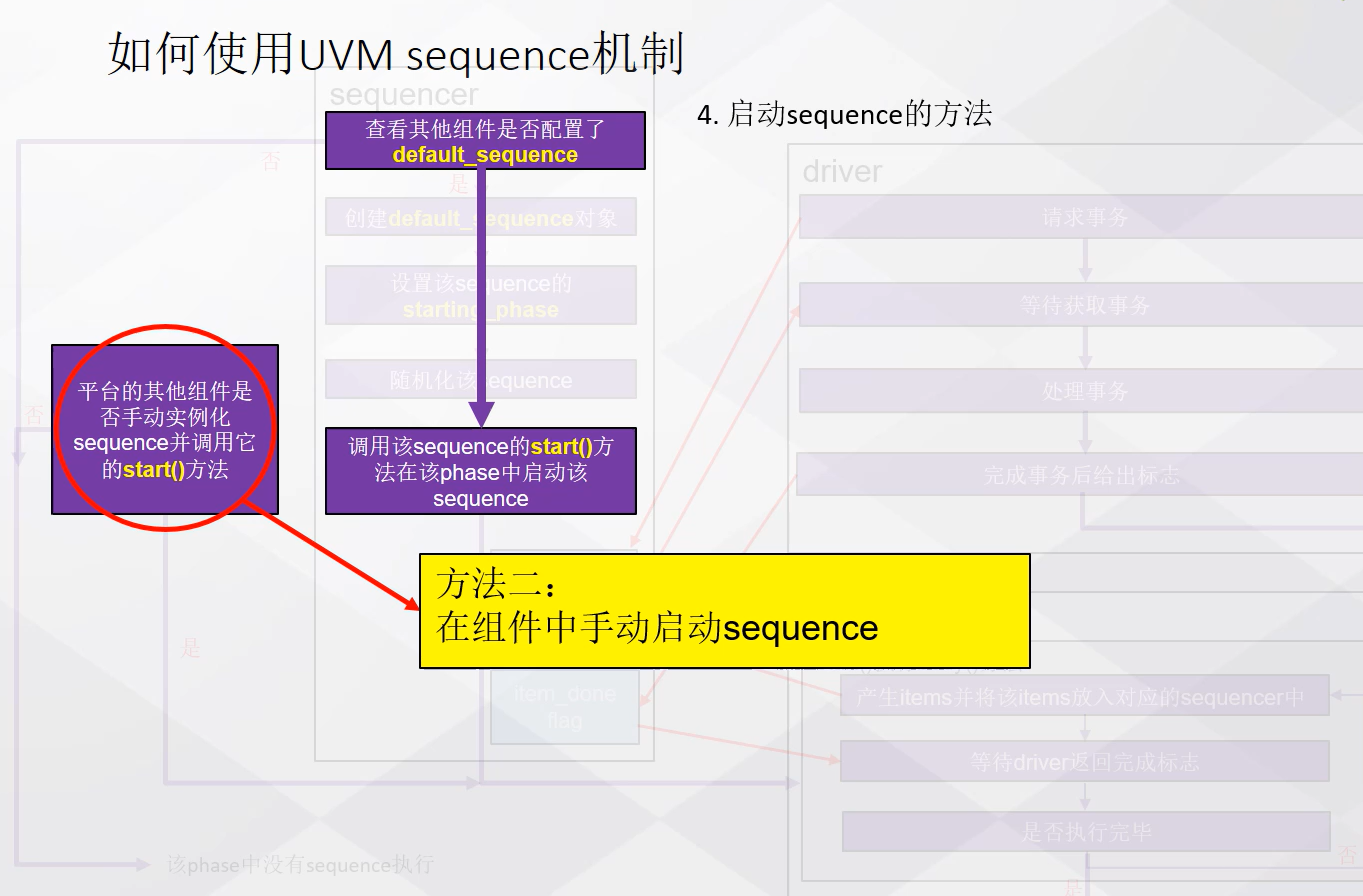 如何使用UVM sequence机制
4. 启动sequence的方法
sequencer
查看其他组件是否配置了
default_sequence
否
是
创建default_sequence对象
设置该sequence的
starting_phase
随机化该sequence
调用该sequence的start()方
法在该phase中启动该
sequence
平台的其他组件是
否手动实例化
sequence并调用它
的start()方法
否
是
driver
请求事务
等待获取事务
处理事务
完成事务后给出标志
方法二：
在组件中手动启动sequence
item_done
flag
产生items并将该items放入对应的sequencer中
等待driver返回完成标志
是否执行完毕
否
是
该phase中没有sequence执行